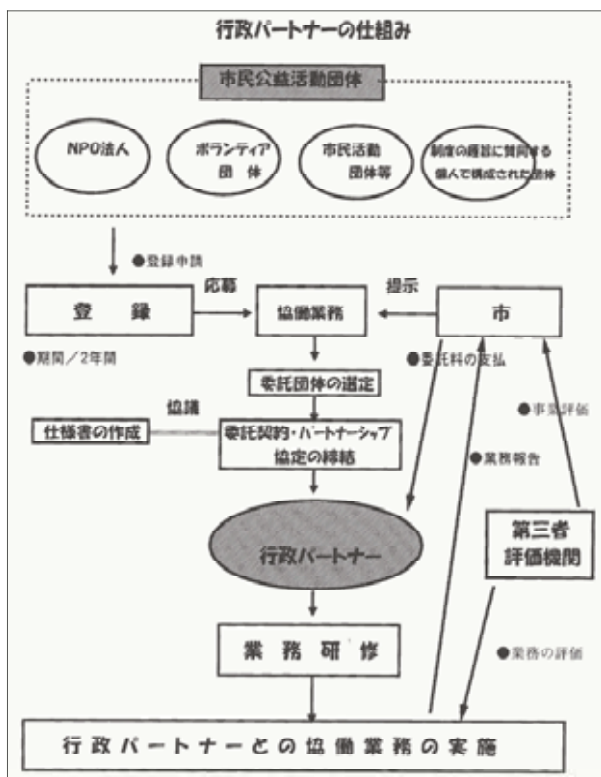 行政パートナーの仕組み
市民公益活動団体
NPO法人
ボランティア
団 体
市民活動
団体等
制度の趣旨に賛同する
個人で構成された団体
●登録申請
登 録
応募
協働業務
提示
市
●期間／2年間
●委託料の支払
委託団体の選定
●事業評価
協議
仕様書の作成
委託契約・パートナーシップ
協定の締結
●業務報告
行政パートナー
第三者
評価機関
業 務 研 修
●業務の評価
行政パートナーとの協働業務の実施